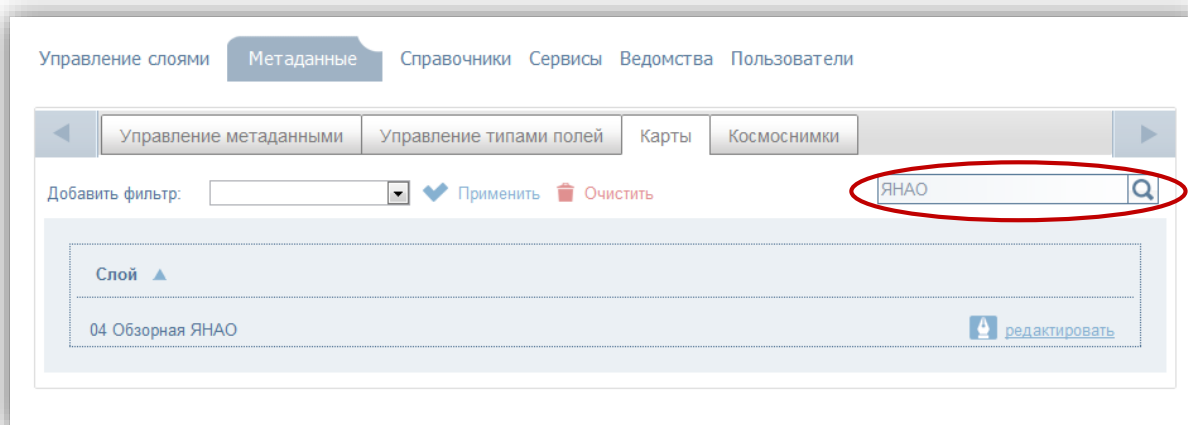 Управление слоями Метаданные Справочники Сервисы Ведомства Пользователи
Управление метаданными Управление типами полей Карты Космоснимки
Добавить фильтр: Применить Очистить ЯНАО
Слой
04 Обзорная ЯНАО редактировать